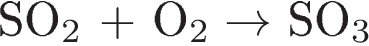 SO₂ + O₂ → SO₃